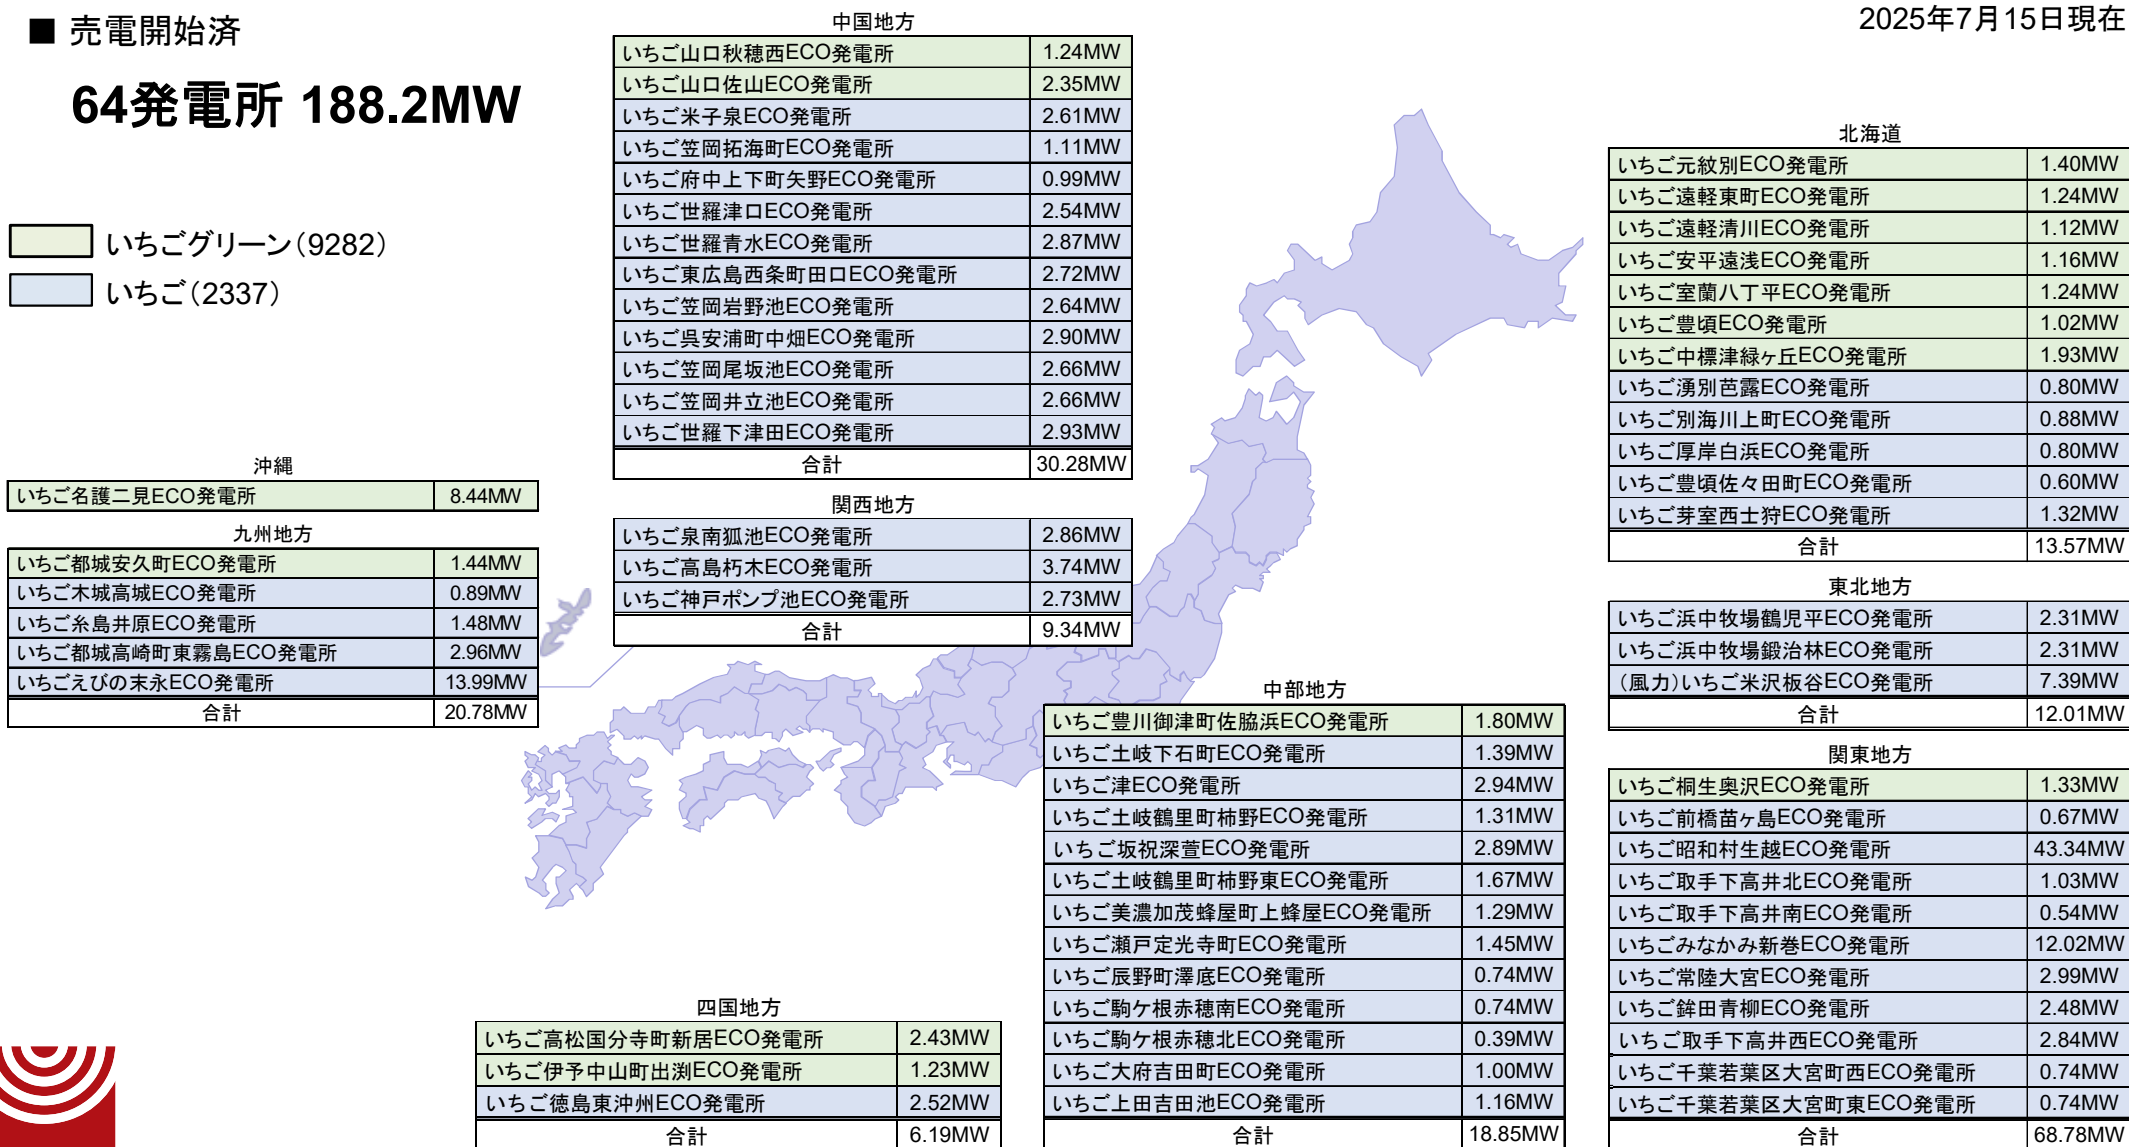 ■ 売電開始済
64発電所 188.2MW
2025年7月15日現在
いちごグリーン（9282）
いちご（2337）
中国地方
いちご山口秋穂西ECO発電所 1.24MW
いちご山口佐山ECO発電所 2.35MW
いちご米子泉ECO発電所 2.61MW
いちご笠岡拓海町ECO発電所 1.11MW
いちご府中上下町矢野ECO発電所 0.99MW
いちご世羅津口ECO発電所 2.54MW
いちご世羅青水ECO発電所 2.87MW
いちご東広島西条町田口ECO発電所 2.72MW
いちご笠岡岩野池ECO発電所 2.64MW
いちご呉安浦町中畑ECO発電所 2.90MW
いちご笠岡尾坂池ECO発電所 2.66MW
いちご笠岡井立池ECO発電所 2.66MW
いちご世羅下津田ECO発電所 2.93MW
合計 30.28MW
関西地方
いちご泉南狐池ECO発電所 2.86MW
いちご高島朽木ECO発電所 3.74MW
いちご神戸ポンプ池ECO発電所 2.73MW
合計 9.34MW
沖縄
いちご名護二見ECO発電所 8.44MW
九州地方
いちご都城安久町ECO発電所 1.44MW
いちご木城高城ECO発電所 0.89MW
いちご糸島井原ECO発電所 1.48MW
いちご都城高崎町東霧島ECO発電所 2.96MW
いちごえびの末永ECO発電所 13.99MW
合計 20.78MW
四国地方
いちご高松国分寺町新居ECO発電所 2.43MW
いちご伊予中山町出渕ECO発電所 1.23MW
いちご徳島東沖州ECO発電所 2.52MW
合計 6.19MW
中部地方
いちご豊川御津町佐脇浜ECO発電所 1.80MW
いちご土岐下石町ECO発電所 1.39MW
いちご津ECO発電所 2.94MW
いちご土岐鶴里町柿野ECO発電所 1.31MW
いちご坂祝深萱ECO発電所 2.89MW
いちご土岐鶴里町柿野東ECO発電所 1.67MW
いちご美濃加茂蜂屋町上蜂屋ECO発電所 1.29MW
いちご瀬戸定光寺町ECO発電所 1.45MW
いちご辰野町澤底ECO発電所 0.74MW
いちご駒ケ根赤穂南ECO発電所 0.74MW
いちご駒ケ根赤穂北ECO発電所 0.39MW
いちご大府吉田町ECO発電所 1.00MW
いちご上田吉田池ECO発電所 1.16MW
合計 18.85MW
北海道
いちご元紋別ECO発電所 1.40MW
いちご遠軽東町ECO発電所 1.24MW
いちご遠軽清川ECO発電所 1.12MW
いちご安平遠浅ECO発電所 1.16MW
いちご室蘭八丁平ECO発電所 1.24MW
いちご豊頃ECO発電所 1.02MW
いちご中標津緑ヶ丘ECO発電所 1.93MW
いちご湧別芭露ECO発電所 0.80MW
いちご別海川上町ECO発電所 0.88MW
いちご厚岸白浜ECO発電所 0.80MW
いちご豊頃佐々田町ECO発電所 0.60MW
いちご芽室西士狩ECO発電所 1.32MW
合計 13.57MW
東北地方
いちご浜中牧場鶴児平ECO発電所 2.31MW
いちご浜中牧場鍛治林ECO発電所 2.31MW
（風力）いちご米沢板谷ECO発電所 7.39MW
合計 12.01MW
関東地方
いちご桐生奥沢ECO発電所 1.33MW
いちご前橋苗ヶ島ECO発電所 0.67MW
いちご昭和村生越ECO発電所 43.34MW
いちご取手下高井北ECO発電所 1.03MW
いちご取手下高井南ECO発電所 0.54MW
いちごみなかみ新巻ECO発電所 12.02MW
いちご常陸大宮ECO発電所 2.99MW
いちご鉾田青柳ECO発電所 2.48MW
いちご取手下高井西ECO発電所 2.84MW
いちご千葉若葉区大宮町西ECO発電所 0.74MW
いちご千葉若葉区大宮町東ECO発電所 0.74MW
合計 68.78MW